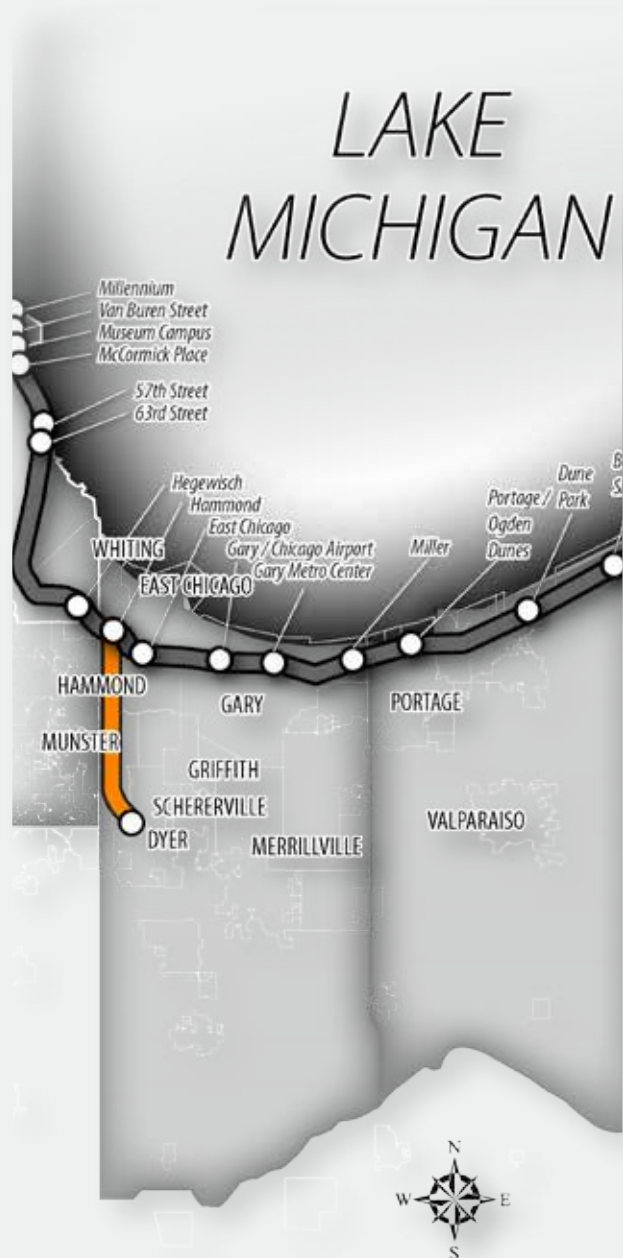 LAKE
MICHIGAN
Millennium
Van Buren Street
Museum Campus
McCormick Place
57th Street
63rd Street
Hegewisch
Hammond
East Chicago
Gary / Chicago Airport
Gary Metro Center
Miller
Portage /
Ogden
Dunes
Dune
Park
WHITING
EAST CHICAGO
HAMMOND
GARY
PORTAGE
MUNSTER
GRIFFITH
SCHERERVILLE
DYER
MERRILLVILLE
VALPARAISO
N
W
E
S